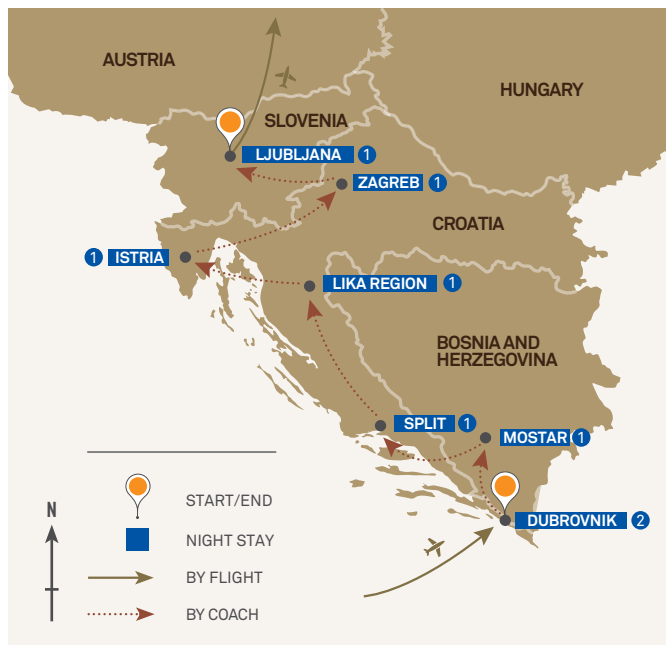 AUSTRIA
HUNGARY
SLOVENIA
LJUBLJANA 1
ZAGREB 1
CROATIA
1 ISTRIA
LIKA REGION 1
BOSNIA AND
HERZEGOVINA
SPLIT 1
MOSTAR 1
DUBROVNIK 2
N
START/END
NIGHT STAY
BY FLIGHT
BY COACH